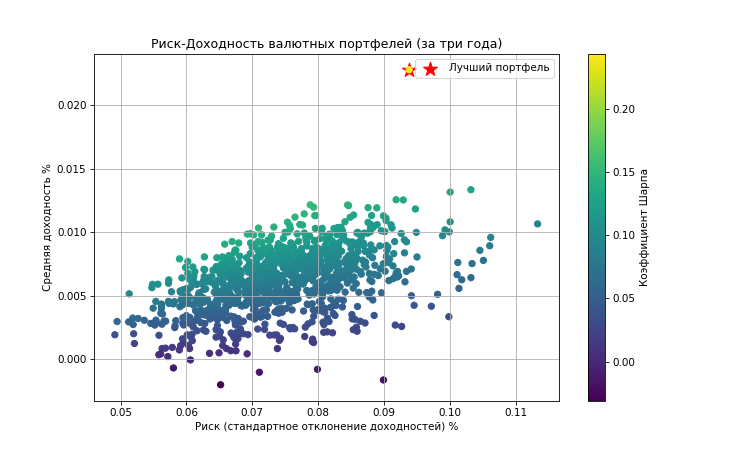 Риск-Доходность валютных портфелей (за три года)
Лучший портфель
0.020
0.015
0.010
0.005
0.000
Средняя доходность %
0.05 0.06 0.07 0.08 0.09 0.10 0.11
Риск (стандартное отклонение доходностей) %
0.20
0.15
0.10
0.05
0.00
Коэффициент Шарпа